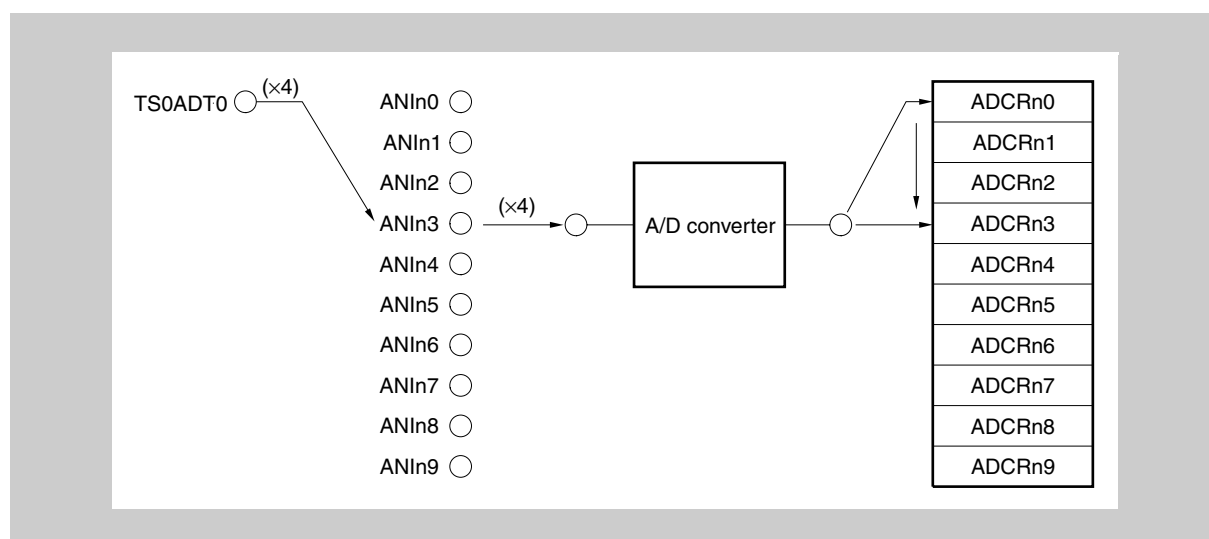 TS0ADT0
(×4)
ANIn0
ANIn1
ANIn2
ANIn3
ANIn4
ANIn5
ANIn6
ANIn7
ANIn8
ANIn9
(×4)
A/D converter
ADCRn0
ADCRn1
ADCRn2
ADCRn3
ADCRn4
ADCRn5
ADCRn6
ADCRn7
ADCRn8
ADCRn9